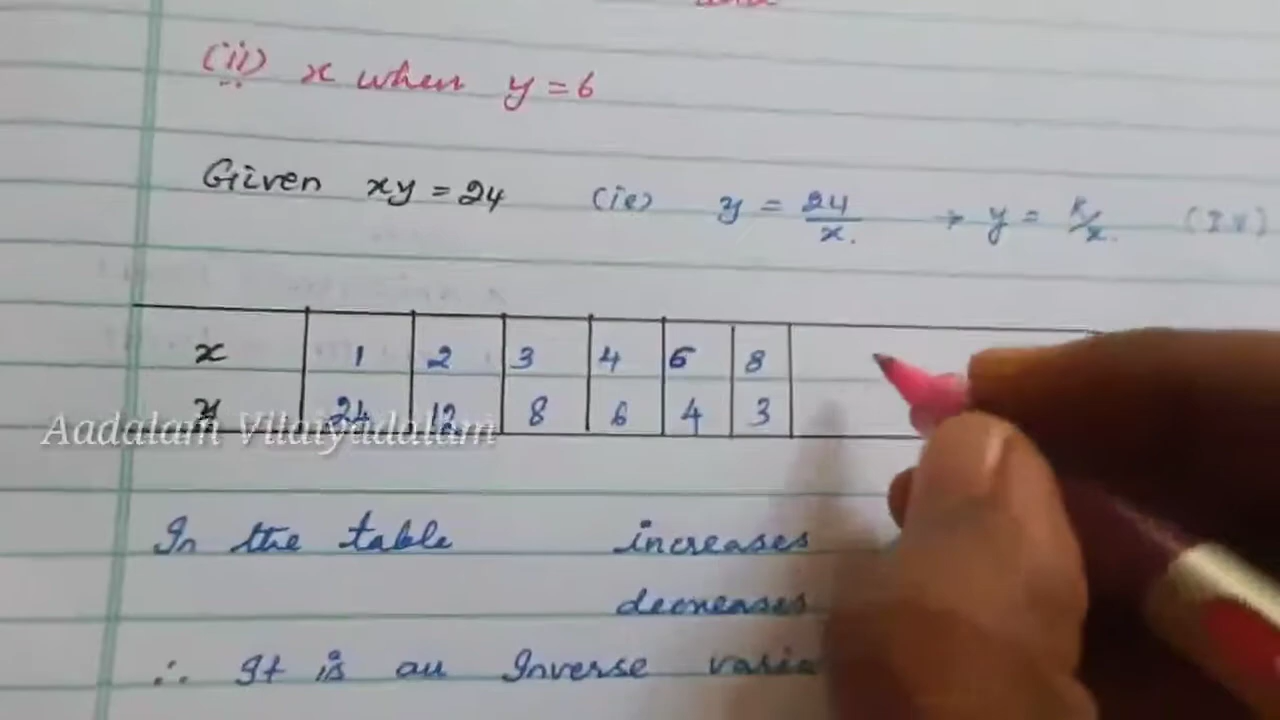 (ii) x when y = 6
Given xy = 24 (ie) y = 24/x. → y = k/x. (I.V)
x 1 2 3 4 6 8
y 24 12 8 6 4 3
Aadalam Vilaiyadalam
In the table increases
decreases
∴ It is an Inverse varia